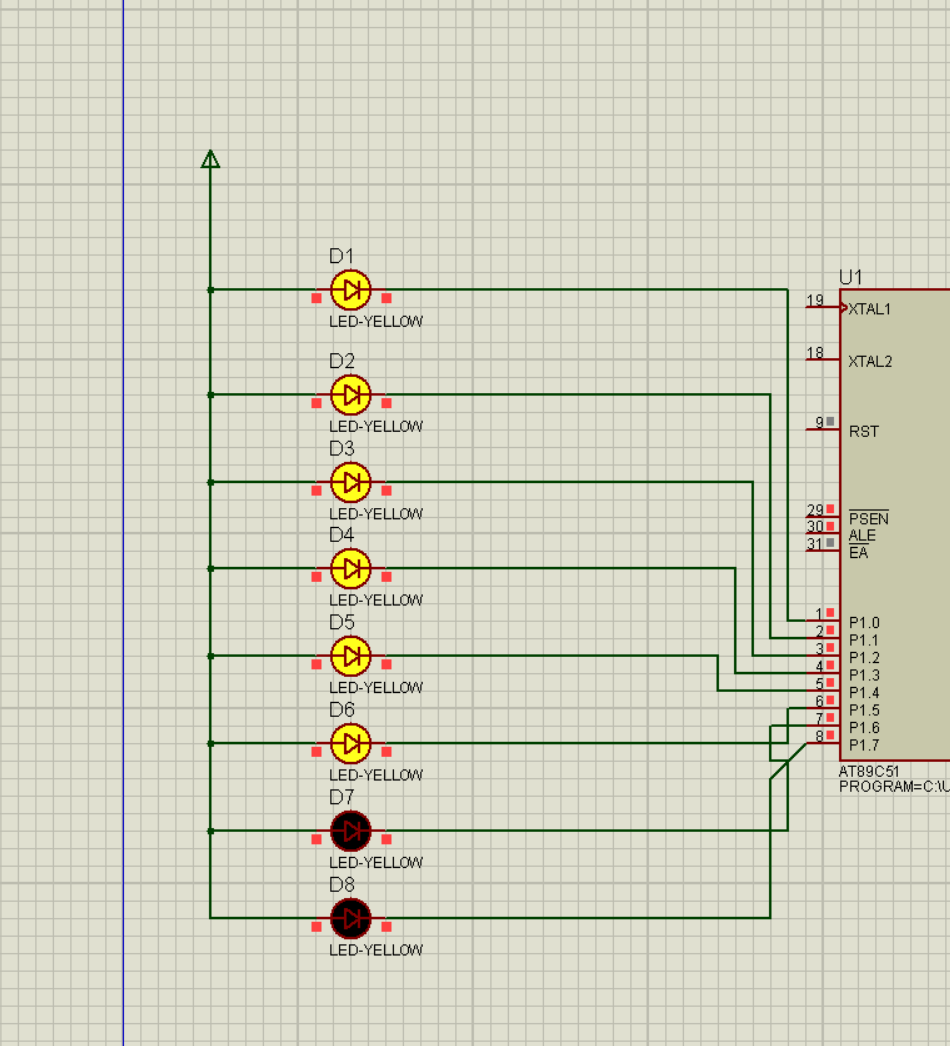 D1
LED-YELLOW
D2
LED-YELLOW
D3
LED-YELLOW
D4
LED-YELLOW
D5
LED-YELLOW
D6
LED-YELLOW
D7
LED-YELLOW
D8
LED-YELLOW
U1
19 XTAL1
18 XTAL2
9 RST
29 PSEN
30 ALE
31 EA
1 P1.0
2 P1.1
3 P1.2
4 P1.3
5 P1.4
6 P1.5
7 P1.6
8 P1.7
AT89C51
PROGRAM=C:\U